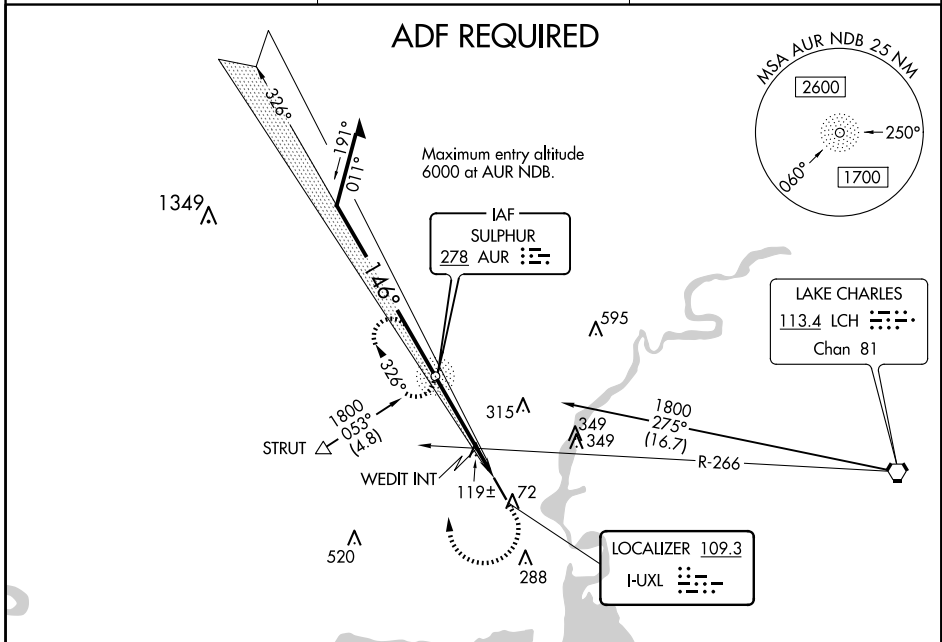 ADF REQUIRED
MSA AUR NDB 25 NM
2600
250°
060°
1700
326°
191°
011°
Maximum entry altitude
6000 at AUR NDB.
1349
IAF
SULPHUR
278 AUR
146°
LAKE CHARLES
113.4 LCH
Chan 81
595
326°
1800
053°
(4.8)
STRUT
315
349
349
1800
275°
(16.7)
R-266
WEDIT INT
119±
72
520
288
LOCALIZER 109.3
I-UXL